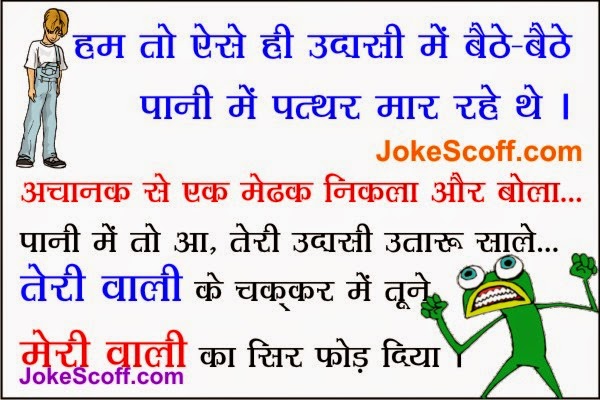 हम तो ऐसे ही उदासी में बैठे-बैठे
पानी में पत्थर मार रहे थे ।
JokeScoff.com
अचानक से एक मेढक निकला और बोला...
पानी में तो आ, तेरी उदासी उतारू साले...
तेरी वाली के चक्कर में तूने
मेरी वाली का सिर फोड़ दिया ।
JokeScoff.com